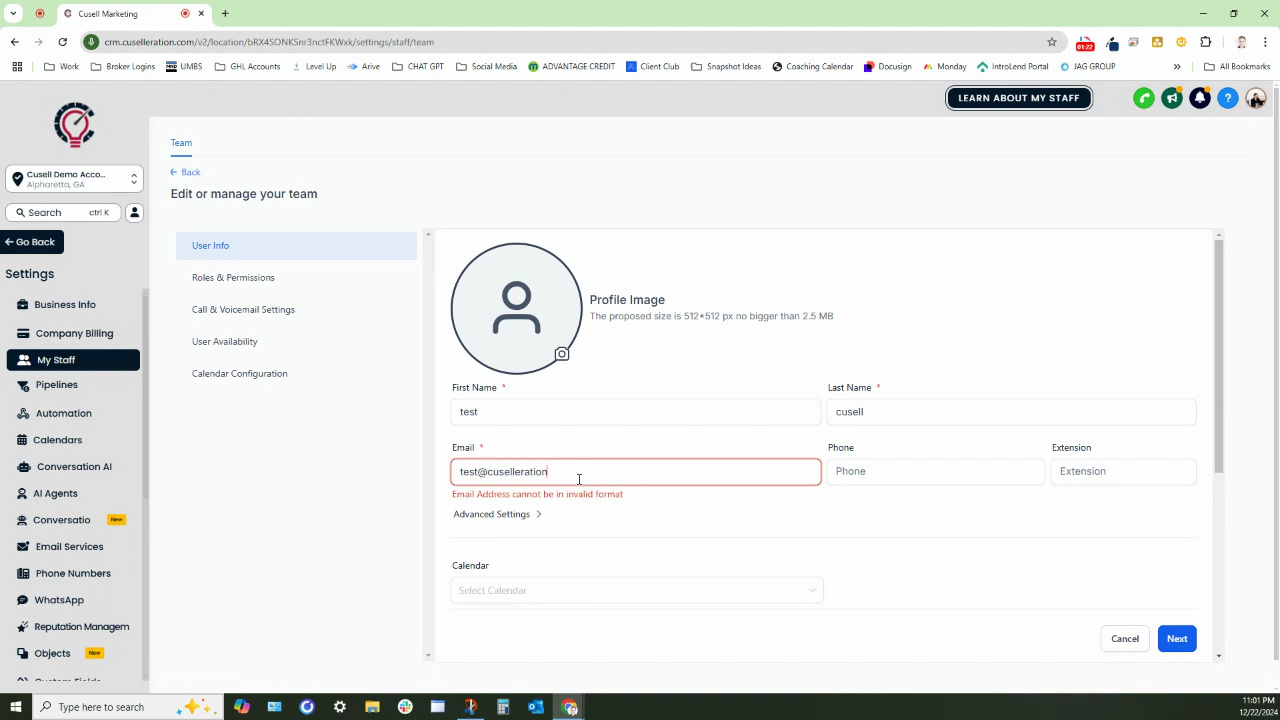 Cusell Marketing
crm.cuselleration.com/v2/location/bRX4SONKSnr3nctFKWxk/settings/staff/team
01:22
Work
Broker Logins
UMBS
GHL Accounts
Level Up
Arive
CHAT GPT
Social Media
ADVANTAGE CREDIT
Client Club
Snapshot Ideas
Coaching Calendar
Docusign
Monday
IntroLend Portal
JAG GROUP
All Bookmarks
LEARN ABOUT MY STAFF
Cusell Demo Acco...
Alpharetta, GA
Search ctrl K
Go Back
Settings
Business Info
Company Billing
My Staff
Pipelines
Automation
Calendars
Conversation AI
AI Agents
Conversatio New
Email Services
Phone Numbers
WhatsApp
Reputation Managem
Objects New
Custom Fields
Team
Back
Edit or manage your team
User Info
Roles & Permissions
Call & Voicemail Settings
User Availability
Calendar Configuration
Profile Image
The proposed size is 512*512 px no bigger than 2.5 MB
First Name *
test
Last Name *
cusell
Email *
test@cuselleration
Email Address cannot be in invalid format
Phone
Phone
Extension
Extension
Advanced Settings
Calendar
Select Calendar
Cancel
Next
Type here to search
11:01 PM
12/22/2024